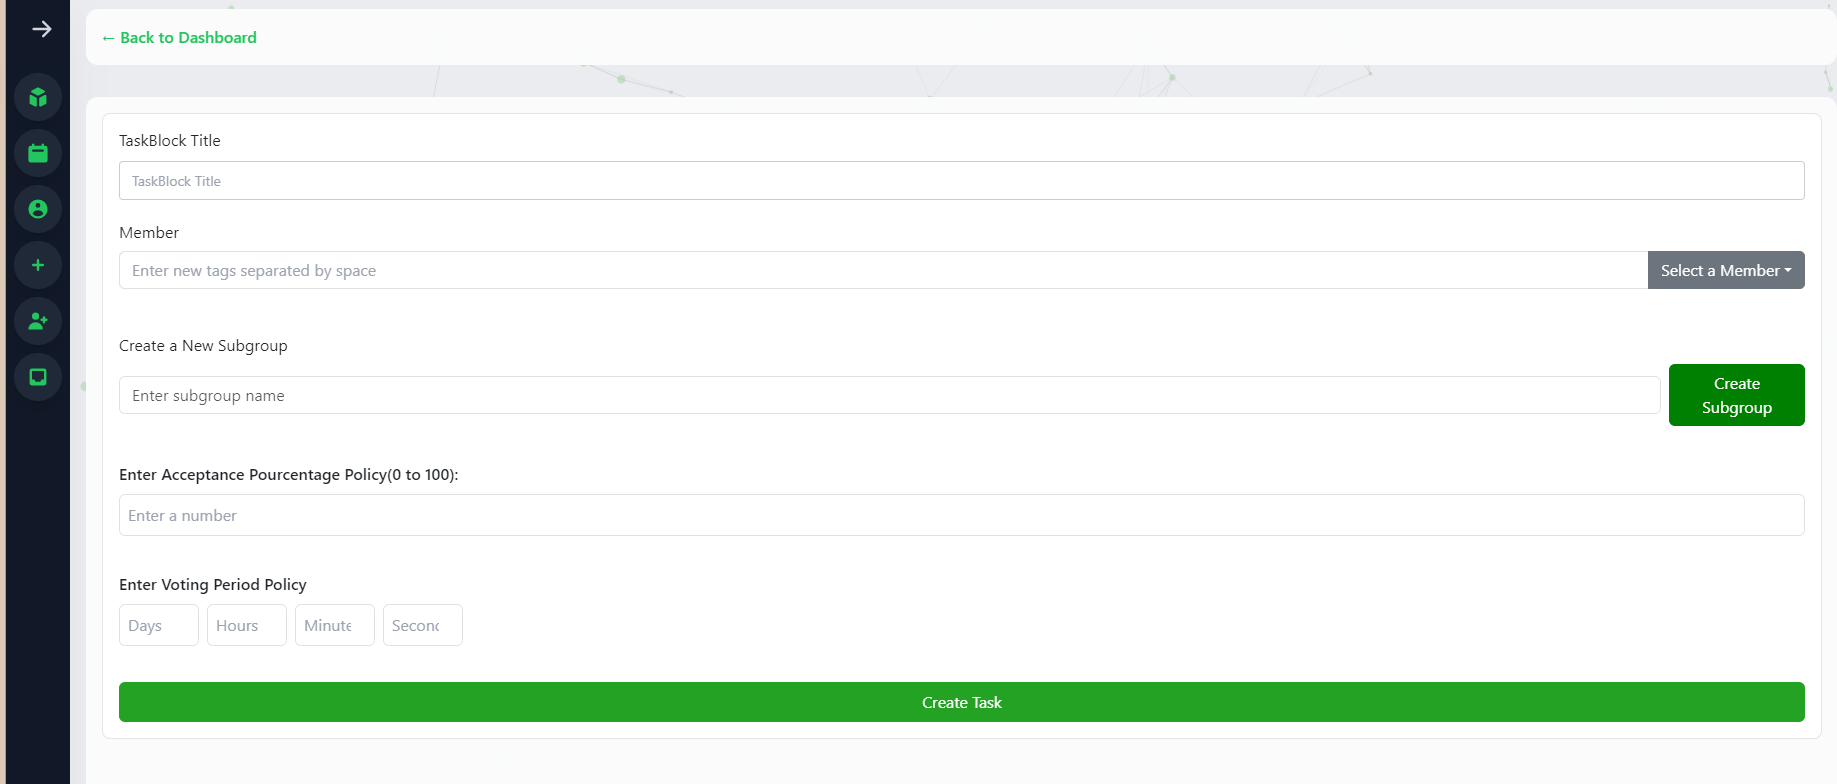 ← Back to Dashboard
TaskBlock Title
TaskBlock Title
Member
Enter new tags separated by space
Select a Member
Create a New Subgroup
Enter subgroup name
Create
Subgroup
Enter Acceptance Pourcentage Policy(0 to 100):
Enter a number
Enter Voting Period Policy
Days Hours Minute Second
Create Task